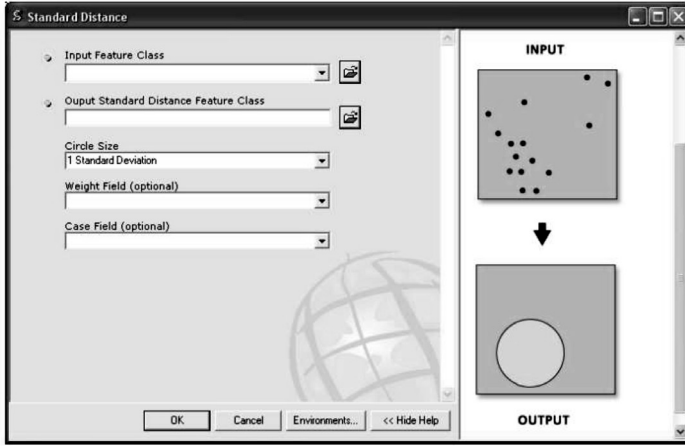 Standard Distance
Input Feature Class
Ouput Standard Distance Feature Class
Circle Size
1 Standard Deviation
Weight Field (optional)
Case Field (optional)
OK
Cancel
Environments...
<< Hide Help
INPUT
OUTPUT